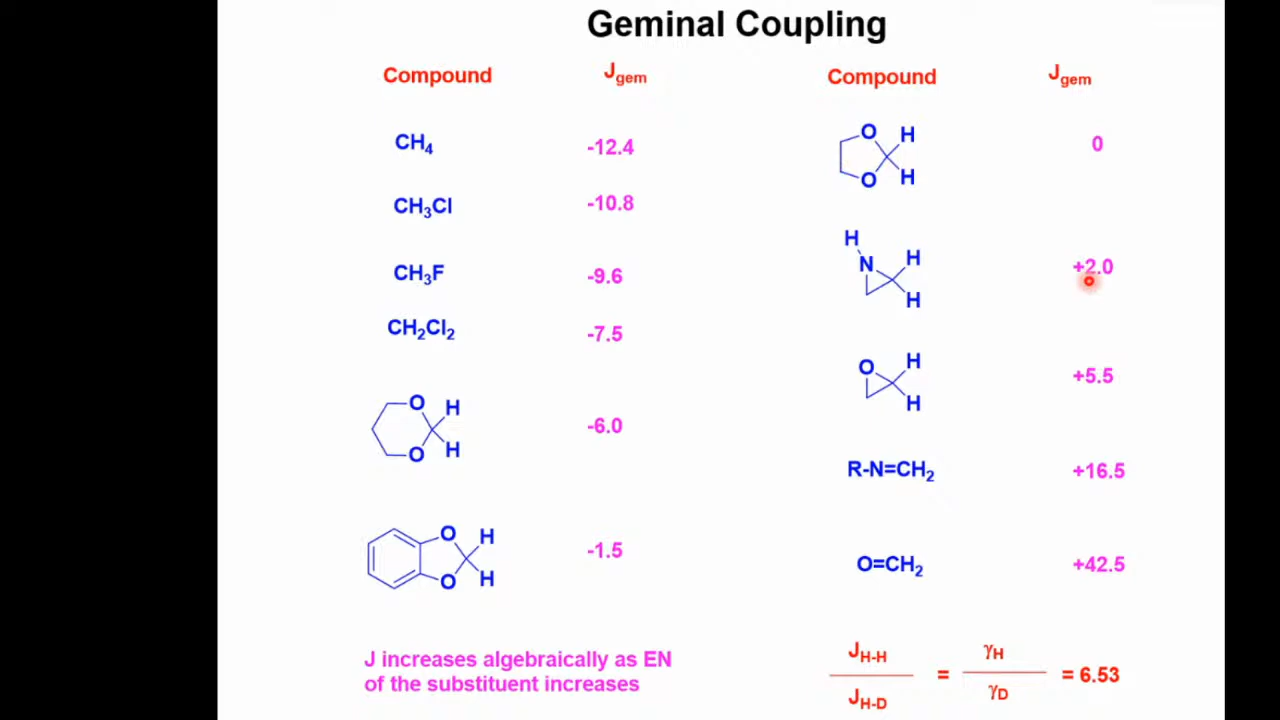 Geminal Coupling
Compound Jgem
CH4 -12.4
CH3Cl -10.8
CH3F -9.6
CH2Cl2 -7.5
O H
O H
-6.0
O H
O H
-1.5
J increases algebraically as EN
of the substituent increases
Compound Jgem
O H
O H
0
H
N H
H
+2.0
O H
H
+5.5
R-N=CH2 +16.5
O=CH2 +42.5
JH-H / JH-D = γH / γD = 6.53